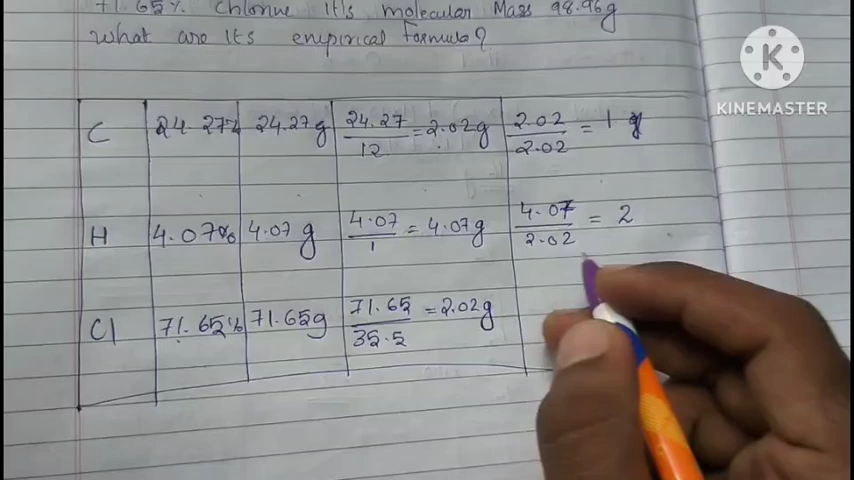 71.65% Chlorine it's molecular Mass 98.96g
what are its empirical formula?
KINEMASTER
C 24.27% 24.27g 24.27/12 = 2.02g 2.02/2.02 = 1 g
H 4.07% 4.07g 4.07/1 = 4.07g 4.07/2.02 = 2
Cl 71.65% 71.65g 71.65/35.5 = 2.02g